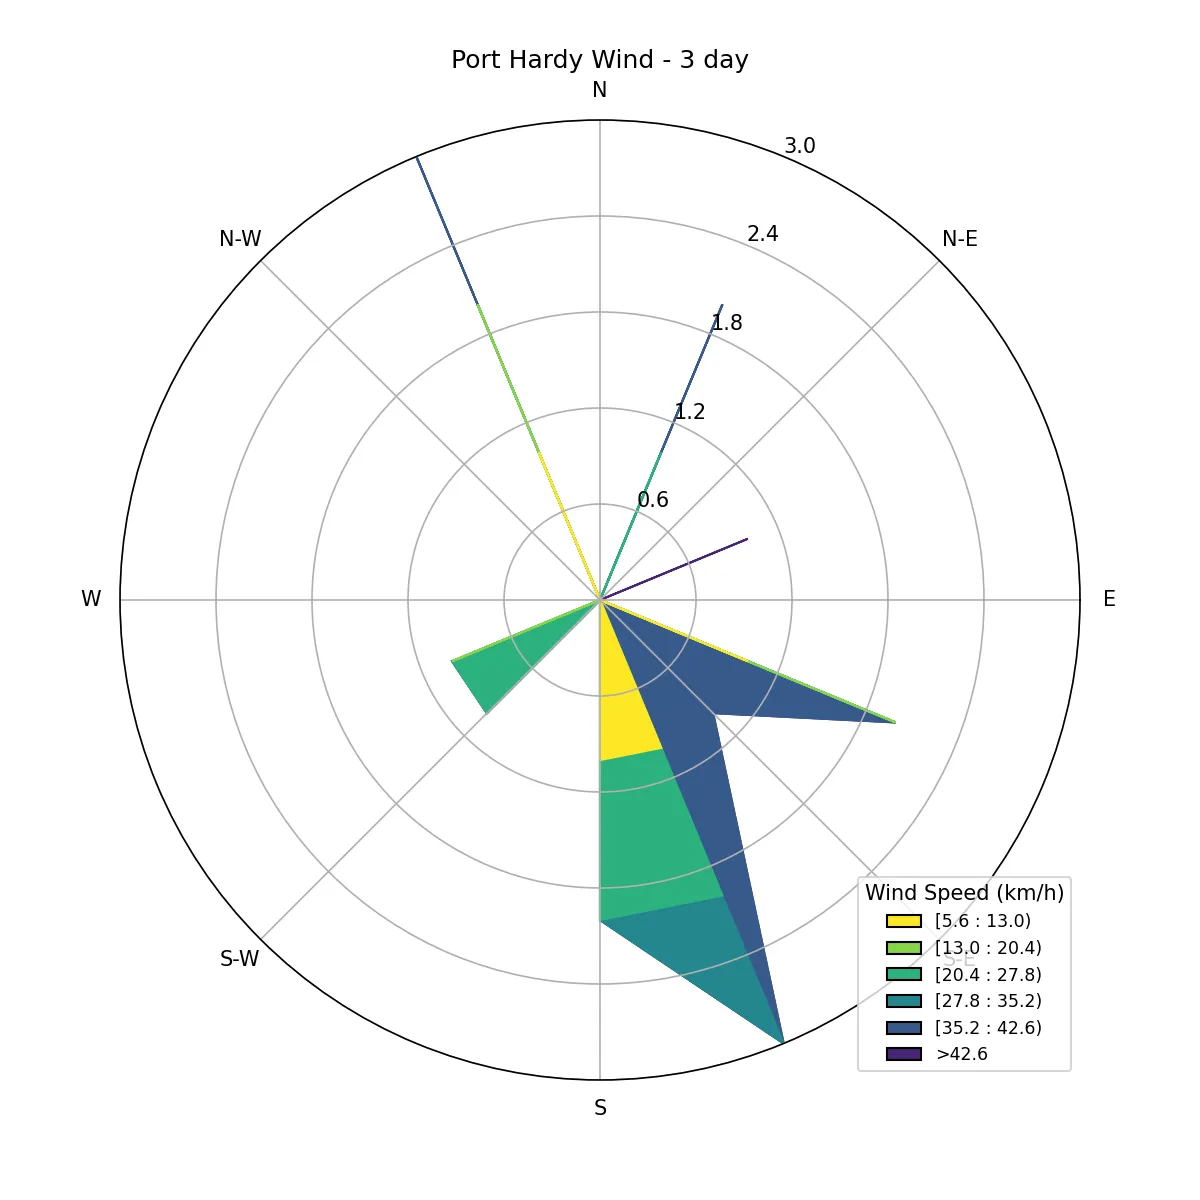 Port Hardy Wind - 3 day
N
3.0
2.4
N-W
N-E
1.8
1.2
0.6
W
E
Wind Speed (km/h)
[5.6 : 13.0)
[13.0 : 20.4)
S-W
S-E
[20.4 : 27.8)
[27.8 : 35.2)
[35.2 : 42.6)
>42.6
S